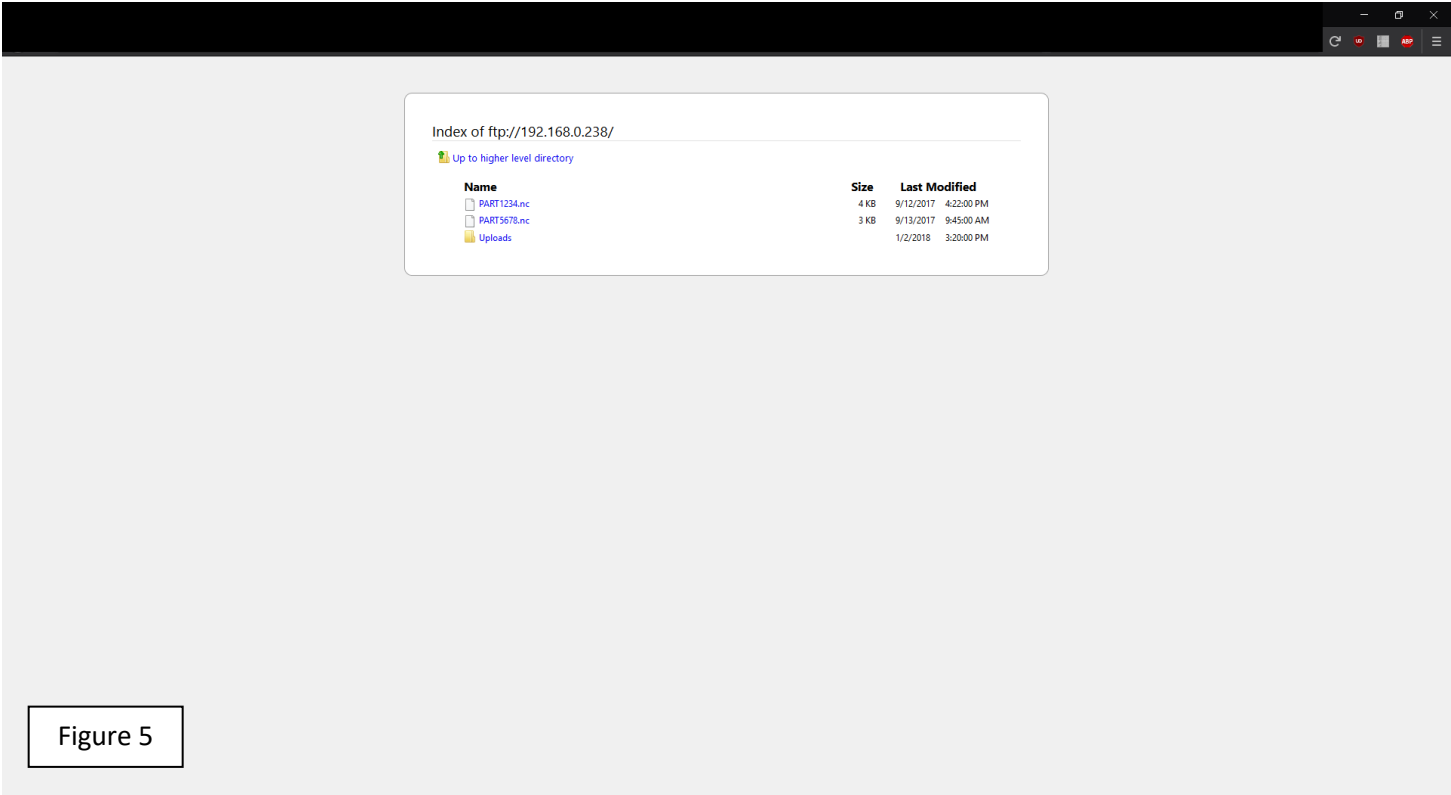 UD
ABP
Index of ftp://192.168.0.238/
Up to higher level directory
Name Size Last Modified
PART1234.nc 4 KB 9/12/2017 4:22:00 PM
PART5678.nc 3 KB 9/13/2017 9:45:00 AM
Uploads 1/2/2018 3:20:00 PM
Figure 5